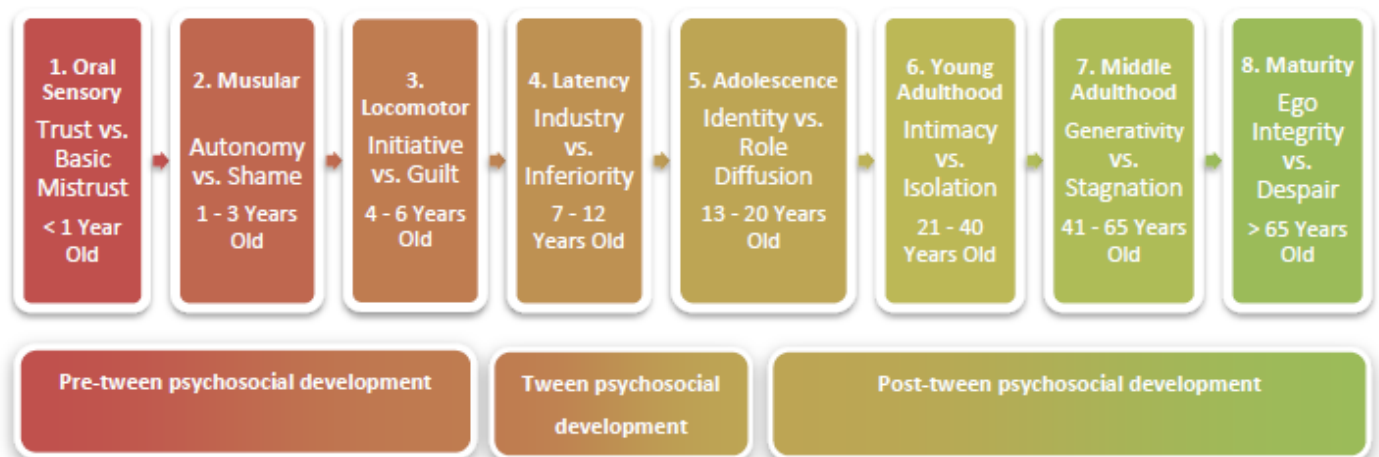 1. Oral
Sensory
Trust vs.
Basic
Mistrust
< 1 Year
Old
2. Musular
Autonomy
vs. Shame
1 - 3 Years
Old
3.
Locomotor
Initiative
vs. Guilt
4 - 6 Years
Old
4. Latency
Industry
vs.
Inferiority
7 - 12
Years Old
5. Adolescence
Identity vs.
Role
Diffusion
13 - 20 Years
Old
6. Young
Adulthood
Intimacy
vs.
Isolation
21 - 40
Years Old
7. Middle
Adulthood
Generativity
vs.
Stagnation
41 - 65 Years
Old
8. Maturity
Ego
Integrity
vs.
Despair
> 65 Years
Old
Pre-tween psychosocial development
Tween psychosocial
development
Post-tween psychosocial development